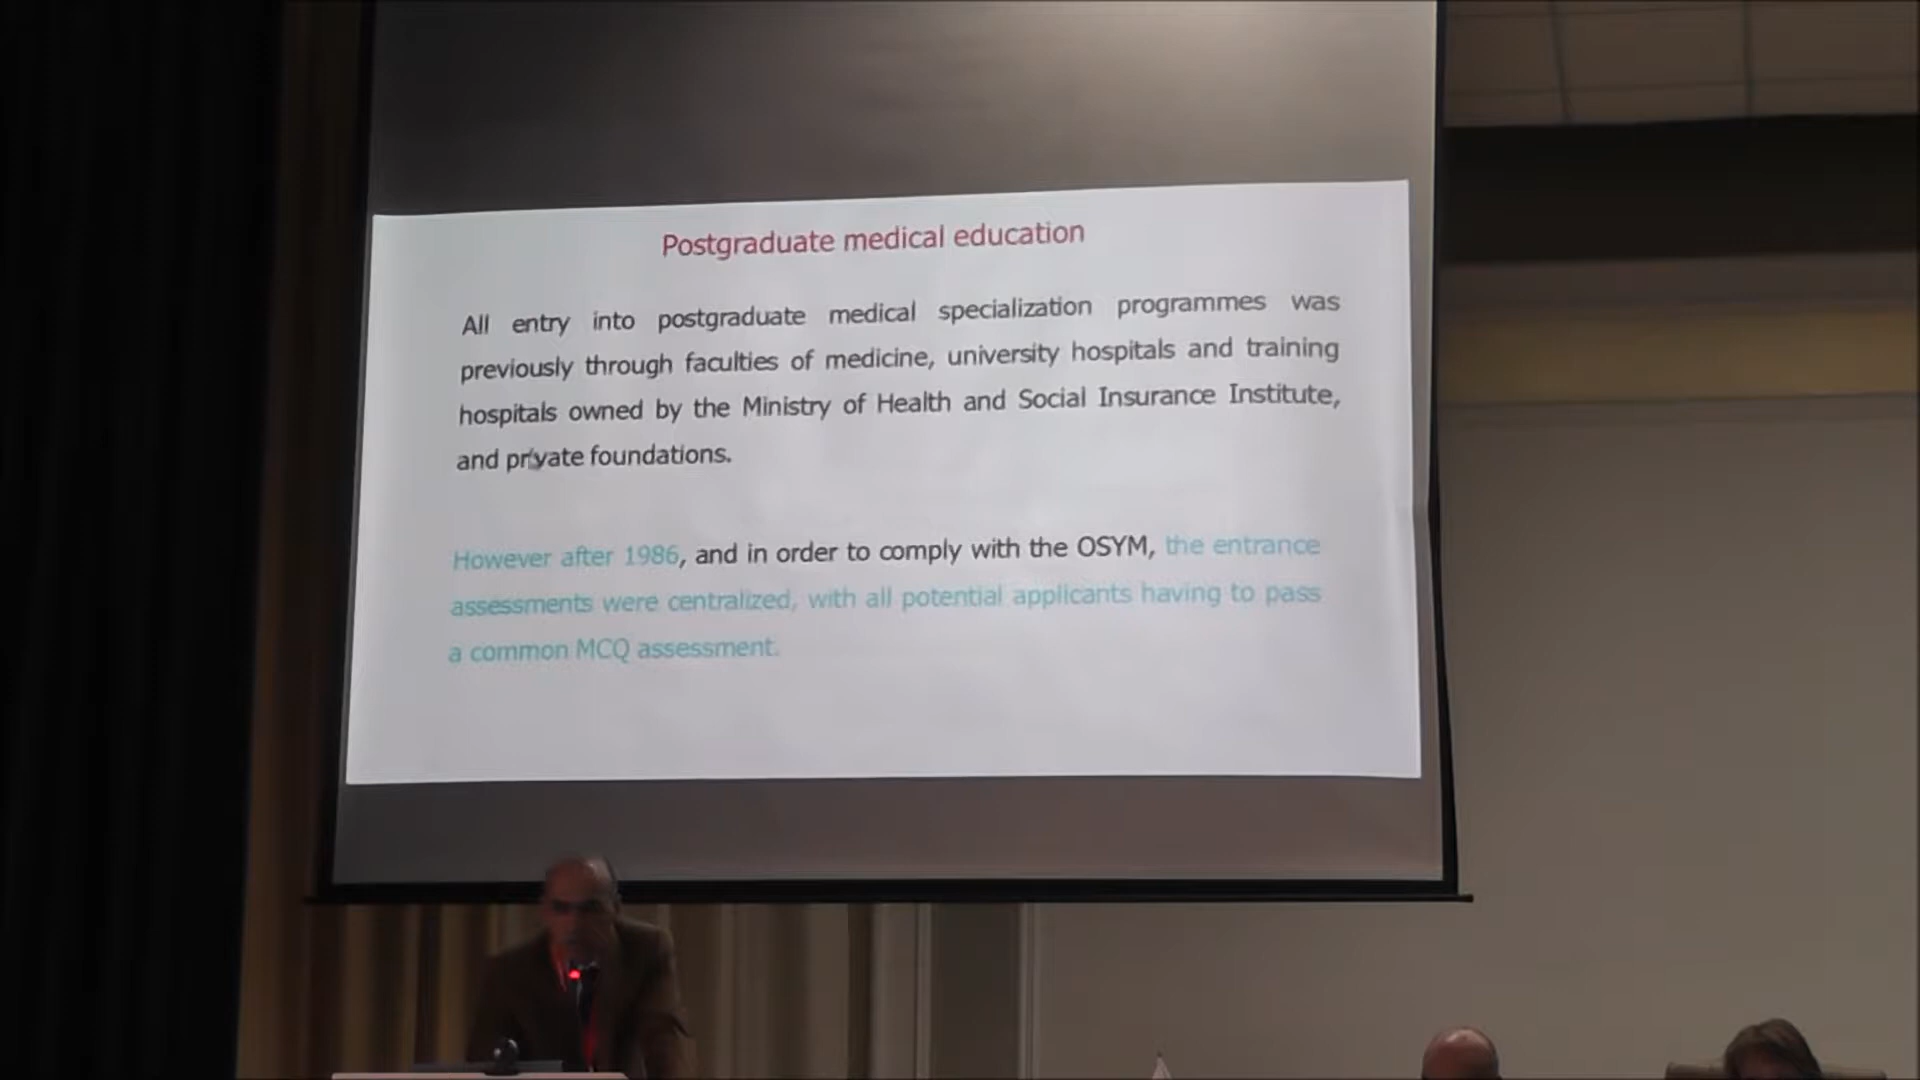 Postgraduate medical education
All entry into postgraduate medical specialization programmes was
previously through faculties of medicine, university hospitals and training
hospitals owned by the Ministry of Health and Social Insurance Institute,
and private foundations.
However after 1986, and in order to comply with the OSYM, the entrance
assessments were centralized, with all potential applicants having to pass
a common MCQ assessment.